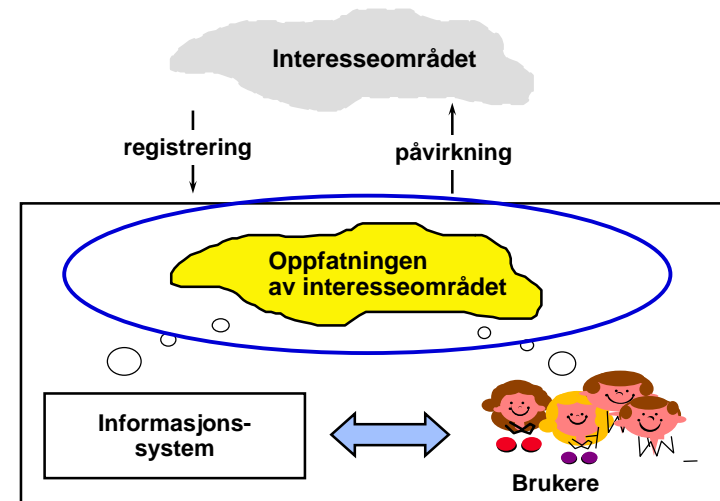 Interesseområdet
registrering
påvirkning
Oppfatningen
av interesseområdet
Informasjons-
system
Brukere